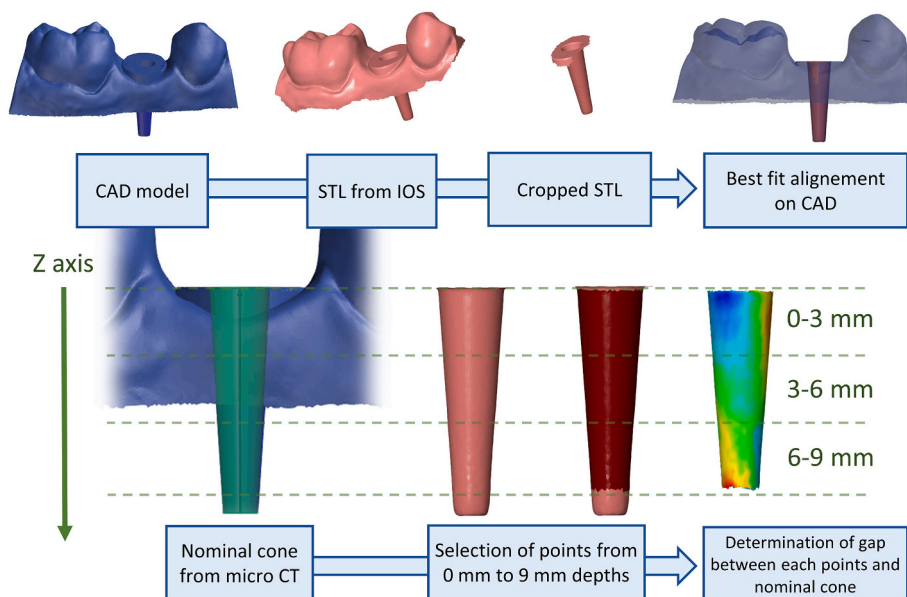 CAD model
STL from IOS
Cropped STL
Best fit alignement
on CAD
Z axis
0-3 mm
3-6 mm
6-9 mm
Nominal cone
from micro CT
Selection of points from
0 mm to 9 mm depths
Determination of gap
between each points and
nominal cone